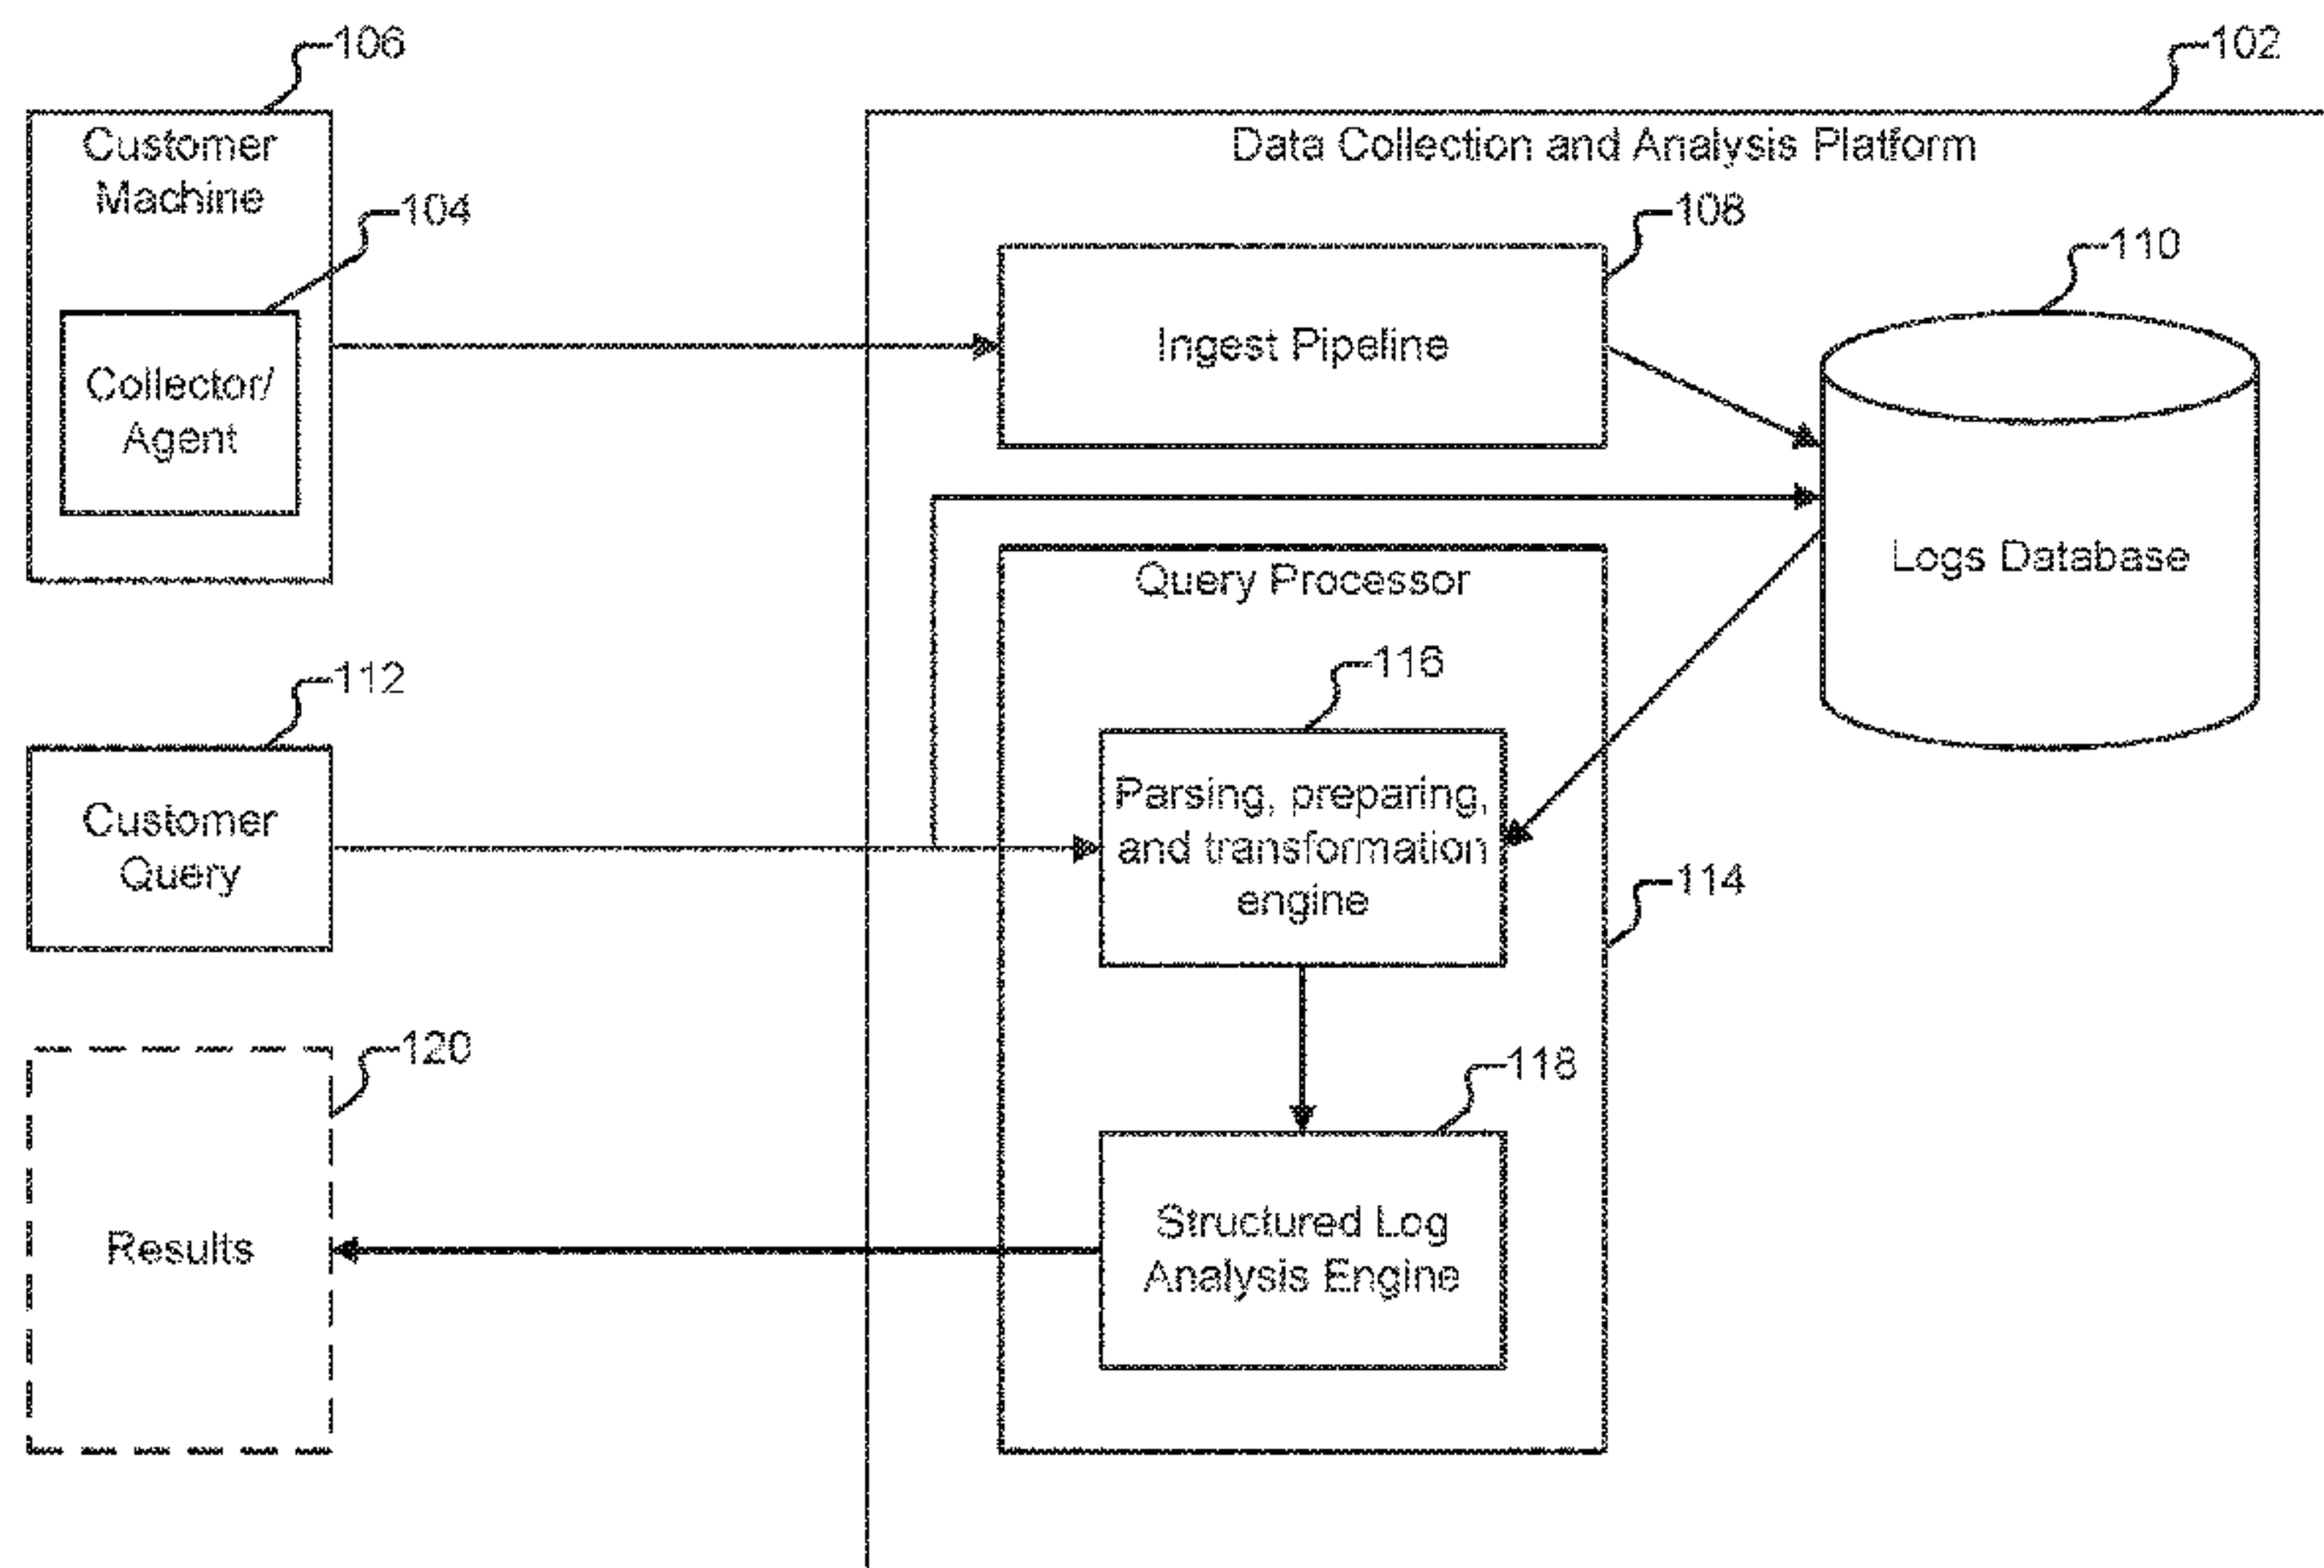 106
102
Customer
Machine
Data Collection and Analysis Platform
104
108
110
Ingest Pipeline
Collector/
Agent
Logs Database
Query Processor
112
116
Customer
Query
Parsing, preparing,
and transformation
engine
114
120
118
Results
Structured Log
Analysis Engine